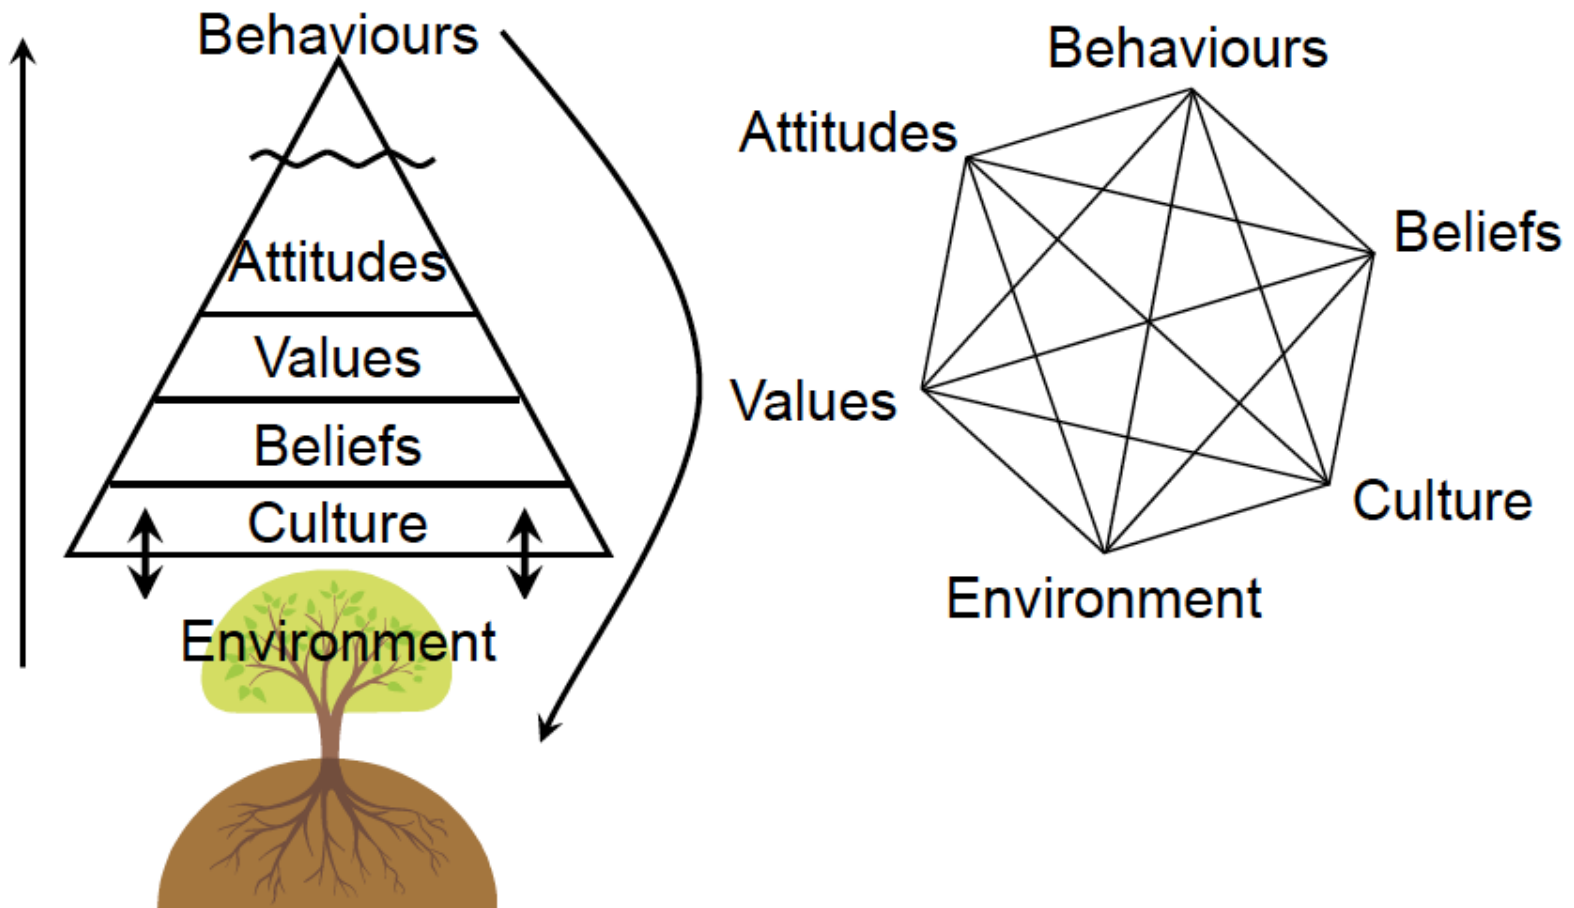 Behaviours
Attitudes
Values
Beliefs
Culture
Environment
Behaviours
Attitudes
Beliefs
Values
Culture
Environment